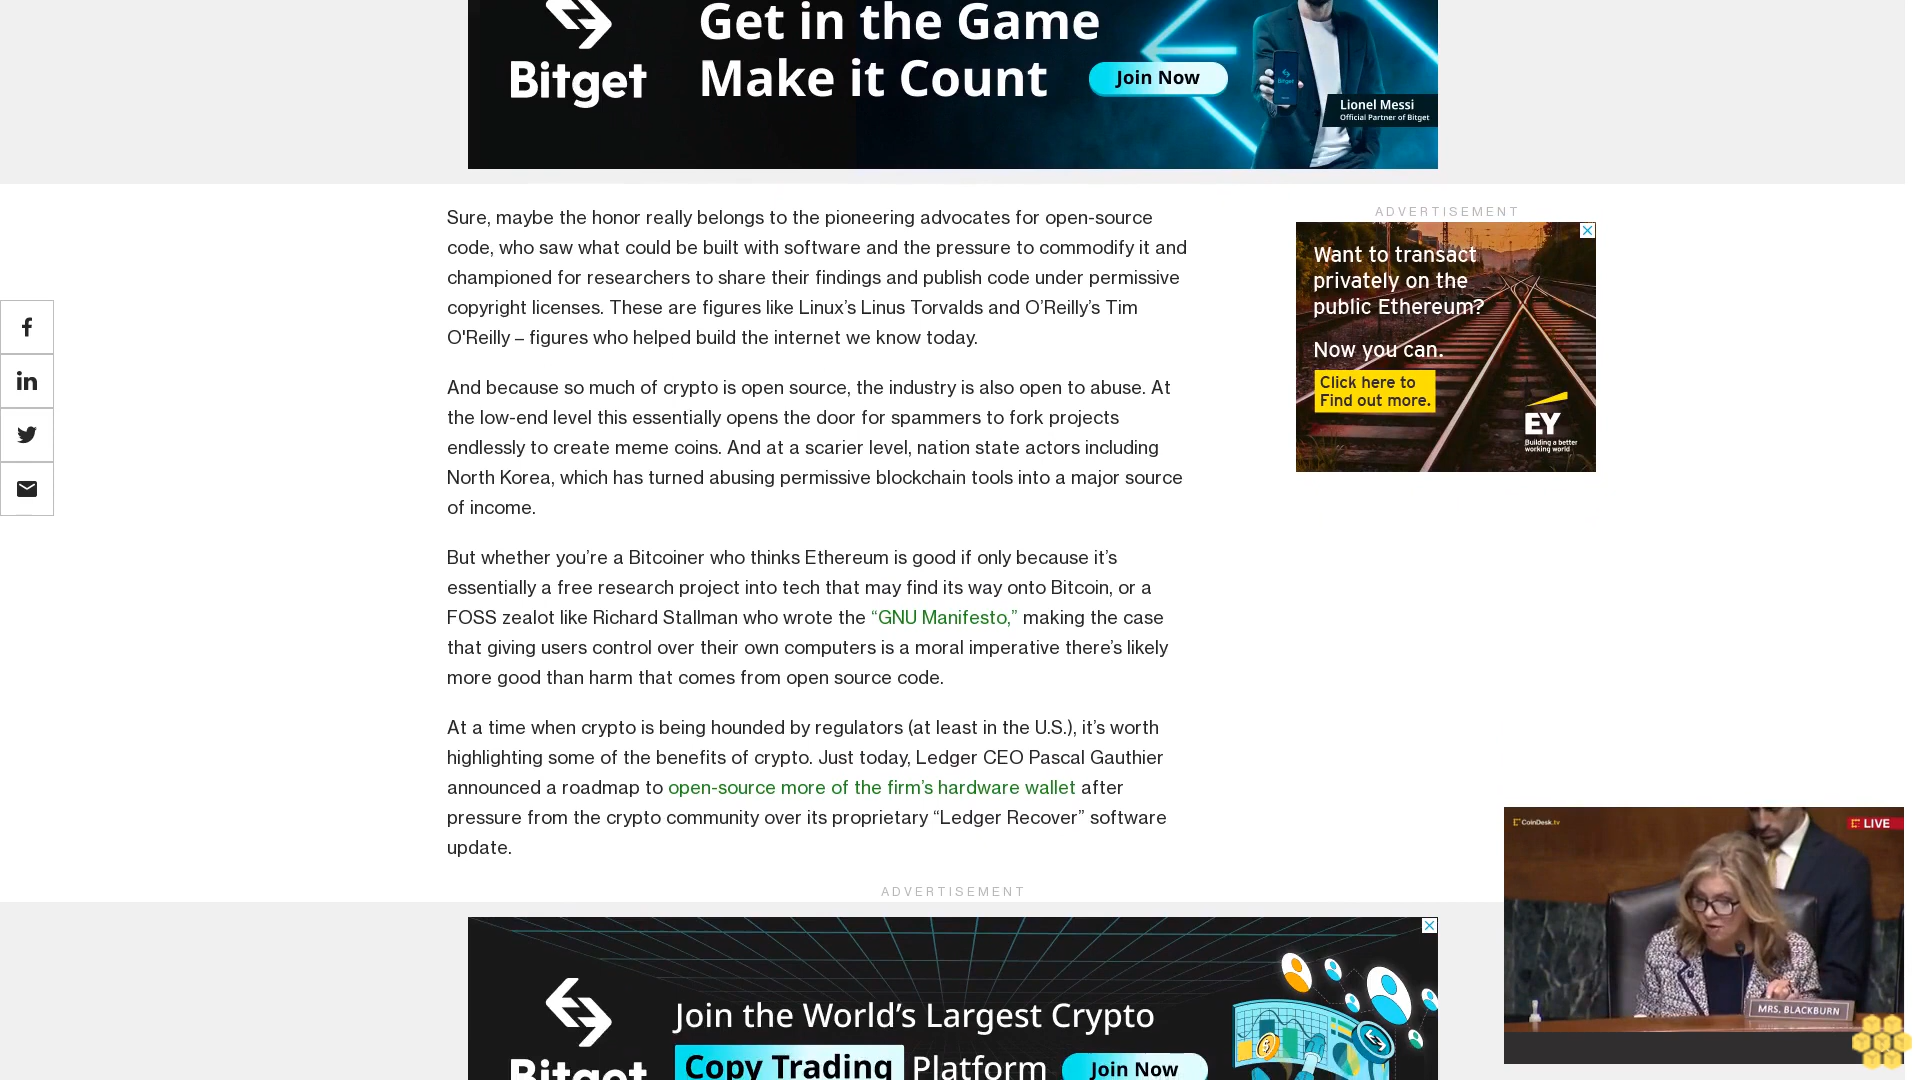 Get in the Game
Make it Count
Bitget
Join Now
Lionel Messi
Official Partner of Bitget
Bitget
Sure, maybe the honor really belongs to the pioneering advocates for open-source
code, who saw what could be built with software and the pressure to commodify it and
championed for researchers to share their findings and publish code under permissive
copyright licenses. These are figures like Linux’s Linus Torvalds and O’Reilly’s Tim
O'Reilly – figures who helped build the internet we know today.
And because so much of crypto is open source, the industry is also open to abuse. At
the low-end level this essentially opens the door for spammers to fork projects
endlessly to create meme coins. And at a scarier level, nation state actors including
North Korea, which has turned abusing permissive blockchain tools into a major source
of income.
But whether you’re a Bitcoiner who thinks Ethereum is good if only because it’s
essentially a free research project into tech that may find its way onto Bitcoin, or a
FOSS zealot like Richard Stallman who wrote the “GNU Manifesto,” making the case
that giving users control over their own computers is a moral imperative there’s likely
more good than harm that comes from open source code.
At a time when crypto is being hounded by regulators (at least in the U.S.), it’s worth
highlighting some of the benefits of crypto. Just today, Ledger CEO Pascal Gauthier
announced a roadmap to open-source more of the firm’s hardware wallet after
pressure from the crypto community over its proprietary “Ledger Recover” software
update.
ADVERTISEMENT
Want to transact
privately on the
public Ethereum?
Now you can.
Click here to
Find out more.
EY
Building a better
working world
ADVERTISEMENT
Join the World’s Largest Crypto
Copy Trading Platform
Join Now
Bitget
CoinDesk.tv
LIVE
MRS. BLACKBURN